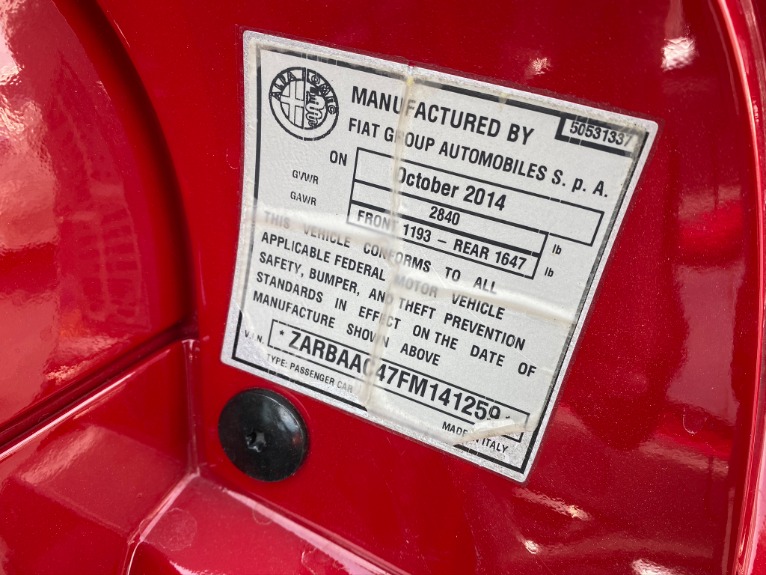 ALFA ROMEO
MANUFACTURED BY
50531337
FIAT GROUP AUTOMOBILES S. p. A.
ON October 2014
GVWR 2840 lb
GAWR FRONT 1193 – REAR 1647 lb
THIS VEHICLE CONFORMS TO ALL
APPLICABLE FEDERAL MOTOR VEHICLE
SAFETY, BUMPER, AND THEFT PREVENTION
STANDARDS IN EFFECT ON THE DATE OF
MANUFACTURE SHOWN ABOVE
V.I.N. *ZARBAAC47FM141259*
TYPE: PASSENGER CAR
MADE IN ITALY